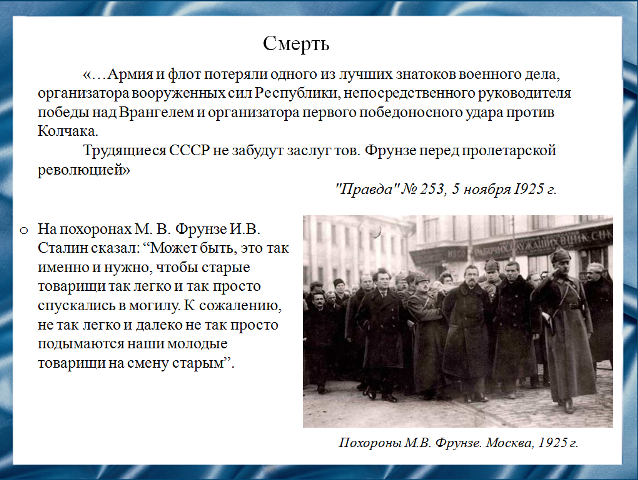 Смерть
«…Армия и флот потеряли одного из лучших знатоков военного дела,
организатора вооруженных сил Республики, непосредственного руководителя
победы над Врангелем и организатора первого победоносного удара против
Колчака.
Трудящиеся СССР не забудут заслуг тов. Фрунзе перед пролетарской
революцией»
"Правда" № 253, 5 ноября I925 г.
На похоронах М. В. Фрунзе И.В.
Сталин сказал: “Может быть, это так
именно и нужно, чтобы старые
товарищи так легко и так просто
спускались в могилу. К сожалению,
не так легко и далеко не так просто
подымаются наши молодые
товарищи на смену старым”.
РАБОЧИХ СЛУЖАЩИХ ВЦИК
Похороны М.В. Фрунзе. Москва, 1925 г.